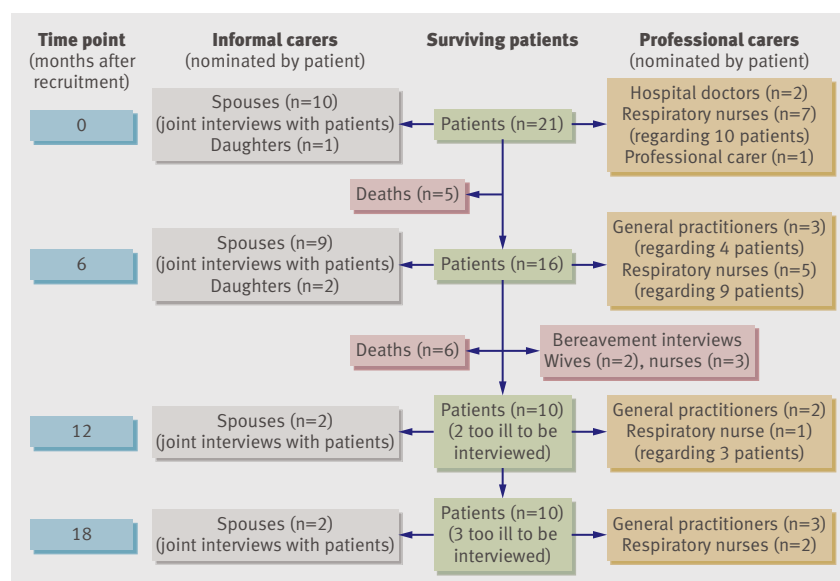 Time point
(months after
recruitment)
Informal carers
(nominated by patient)
Surviving patients
Professional carers
(nominated by patient)
0
Spouses (n=10)
(joint interviews with patients)
Daughters (n=1)
Patients (n=21)
Hospital doctors (n=2)
Respiratory nurses (n=7)
(regarding 10 patients)
Professional carer (n=1)
Deaths (n=5)
6
Spouses (n=9)
(joint interviews with patients)
Daughters (n=2)
Patients (n=16)
General practitioners (n=3)
(regarding 4 patients)
Respiratory nurses (n=5)
(regarding 9 patients)
Deaths (n=6)
Bereavement interviews
Wives (n=2), nurses (n=3)
12
Spouses (n=2)
(joint interviews with patients)
Patients (n=10)
(2 too ill to be
interviewed)
General practitioners (n=2)
Respiratory nurse (n=1)
(regarding 3 patients)
18
Spouses (n=2)
(joint interviews with patients)
Patients (n=10)
(3 too ill to be
interviewed)
General practitioners (n=3)
Respiratory nurses (n=2)